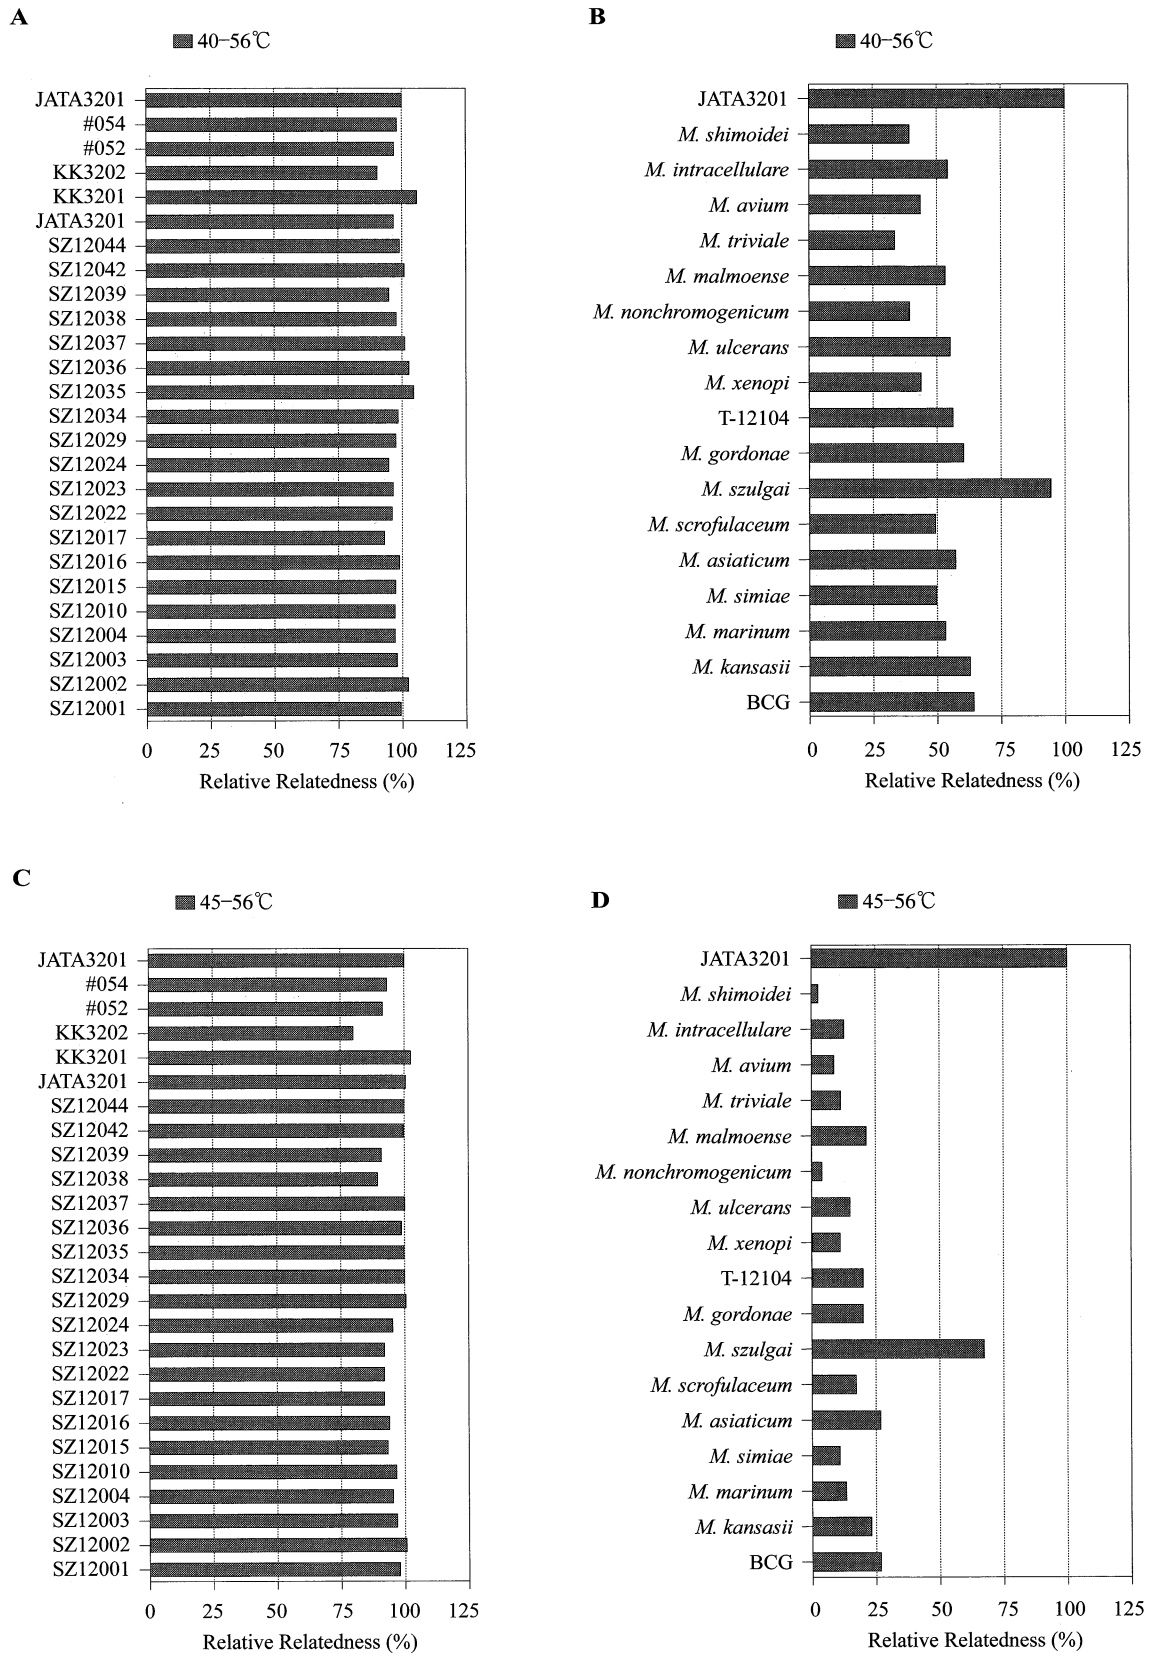 A
40–56℃
JATA3201
#054
#052
KK3202
KK3201
JATA3201
SZ12044
SZ12042
SZ12039
SZ12038
SZ12037
SZ12036
SZ12035
SZ12034
SZ12029
SZ12024
SZ12023
SZ12022
SZ12017
SZ12016
SZ12015
SZ12010
SZ12004
SZ12003
SZ12002
SZ12001
0 25 50 75 100 125
Relative Relatedness (%)
B
40–56℃
JATA3201
M. shimoidei
M. intracellulare
M. avium
M. triviale
M. malmoense
M. nonchromogenicum
M. ulcerans
M. xenopi
T-12104
M. gordonae
M. szulgai
M. scrofulaceum
M. asiaticum
M. simiae
M. marinum
M. kansasii
BCG
0 25 50 75 100 125
Relative Relatedness (%)
C
45–56℃
JATA3201
#054
#052
KK3202
KK3201
JATA3201
SZ12044
SZ12042
SZ12039
SZ12038
SZ12037
SZ12036
SZ12035
SZ12034
SZ12029
SZ12024
SZ12023
SZ12022
SZ12017
SZ12016
SZ12015
SZ12010
SZ12004
SZ12003
SZ12002
SZ12001
0 25 50 75 100 125
Relative Relatedness (%)
D
45–56℃
JATA3201
M. shimoidei
M. intracellulare
M. avium
M. triviale
M. malmoense
M. nonchromogenicum
M. ulcerans
M. xenopi
T-12104
M. gordonae
M. szulgai
M. scrofulaceum
M. asiaticum
M. simiae
M. marinum
M. kansasii
BCG
0 25 50 75 100 125
Relative Relatedness (%)